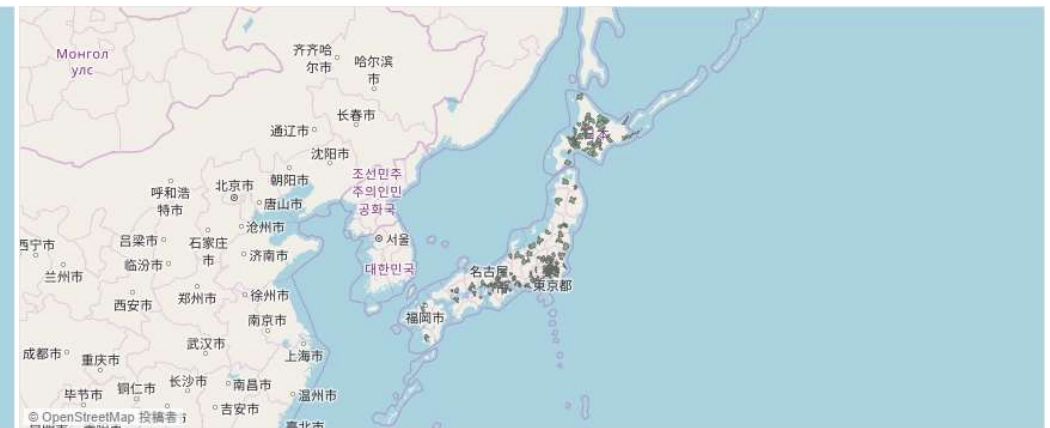 Монгол
улс
齐齐哈
尔市
哈尔滨
市
长春市
通辽市
沈阳市
朝阳市
北京市
呼和浩
特市
唐山市
조선민주
주의인민
공화국
沧州市
서울
西宁市
吕梁市
石家庄
市
济南市
临汾市
대한민국
兰州市
日本
名古屋
東京都
西安市
郑州市
徐州市
南京市
福岡市
武汉市
成都市
重庆市
上海市
毕节市
铜仁市
长沙市
南昌市
温州市
吉安市
© OpenStreetMap 投稿者
臺北市